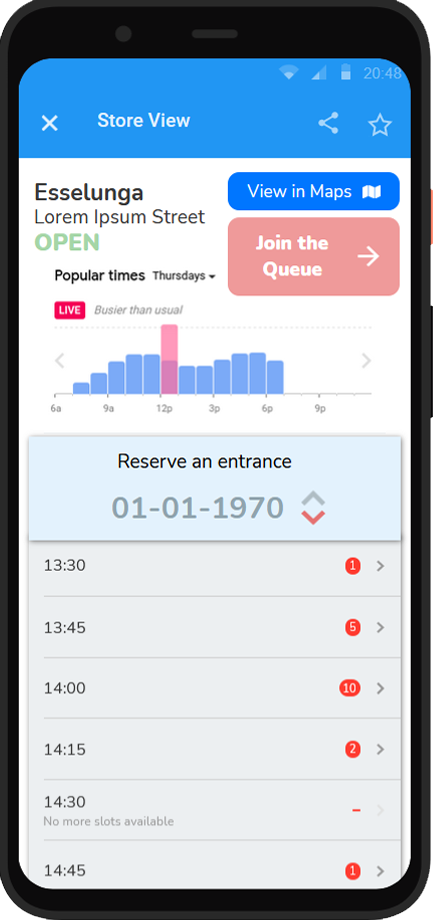 20:48
Store View
Esselunga
Lorem Ipsum Street
OPEN
View in Maps
Join the
Queue
Popular times Thursdays
LIVE Busier than usual
6a 9a 12p 3p 6p 9p
Reserve an entrance
01-01-1970
13:30 1
13:45 5
14:00 10
14:15 2
14:30 -
No more slots available
14:45 1